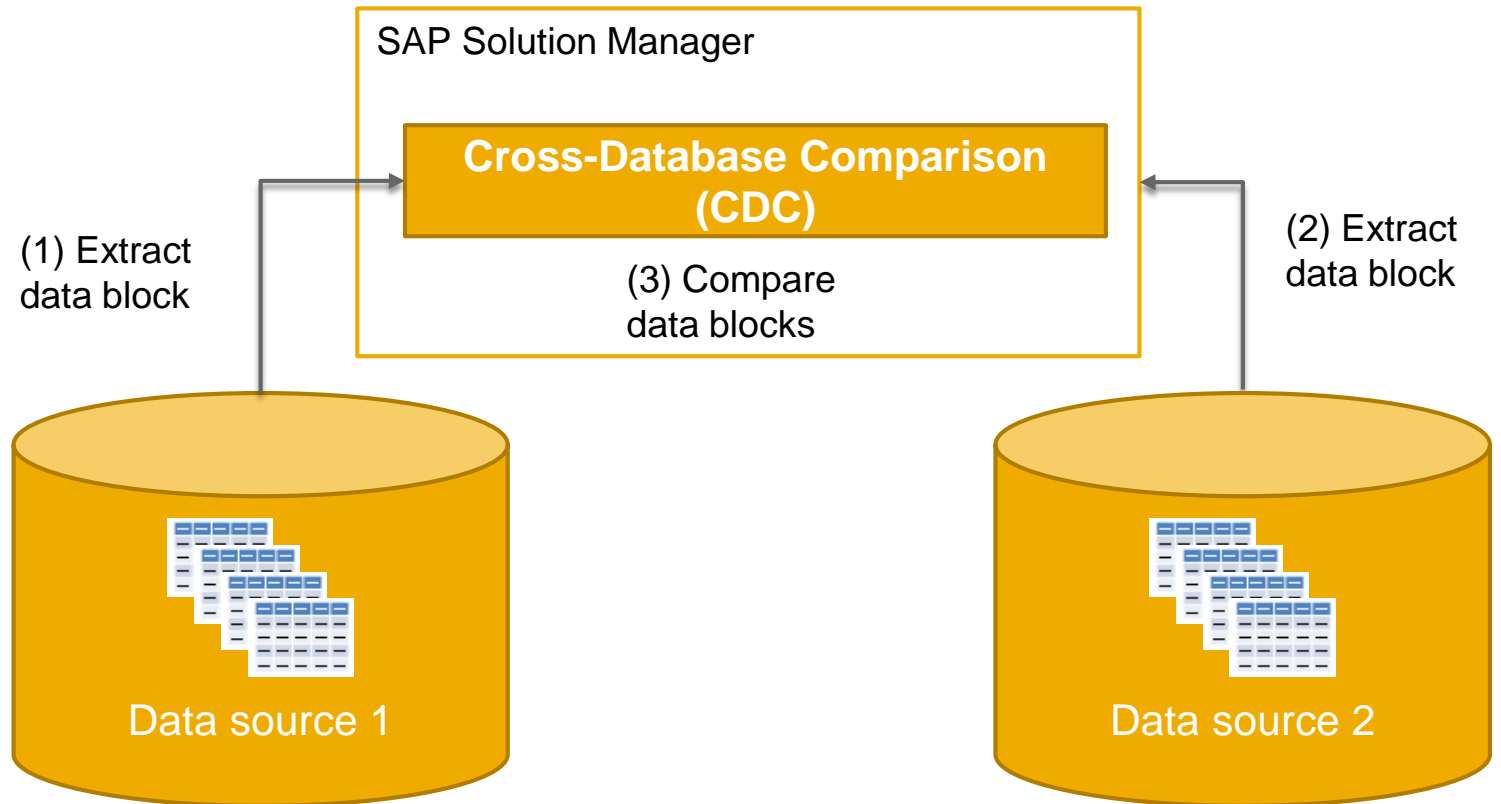 SAP Solution Manager
Cross-Database Comparison
(CDC)
(1) Extract
data block
(2) Extract
data block
(3) Compare
data blocks
Data source 1
Data source 2